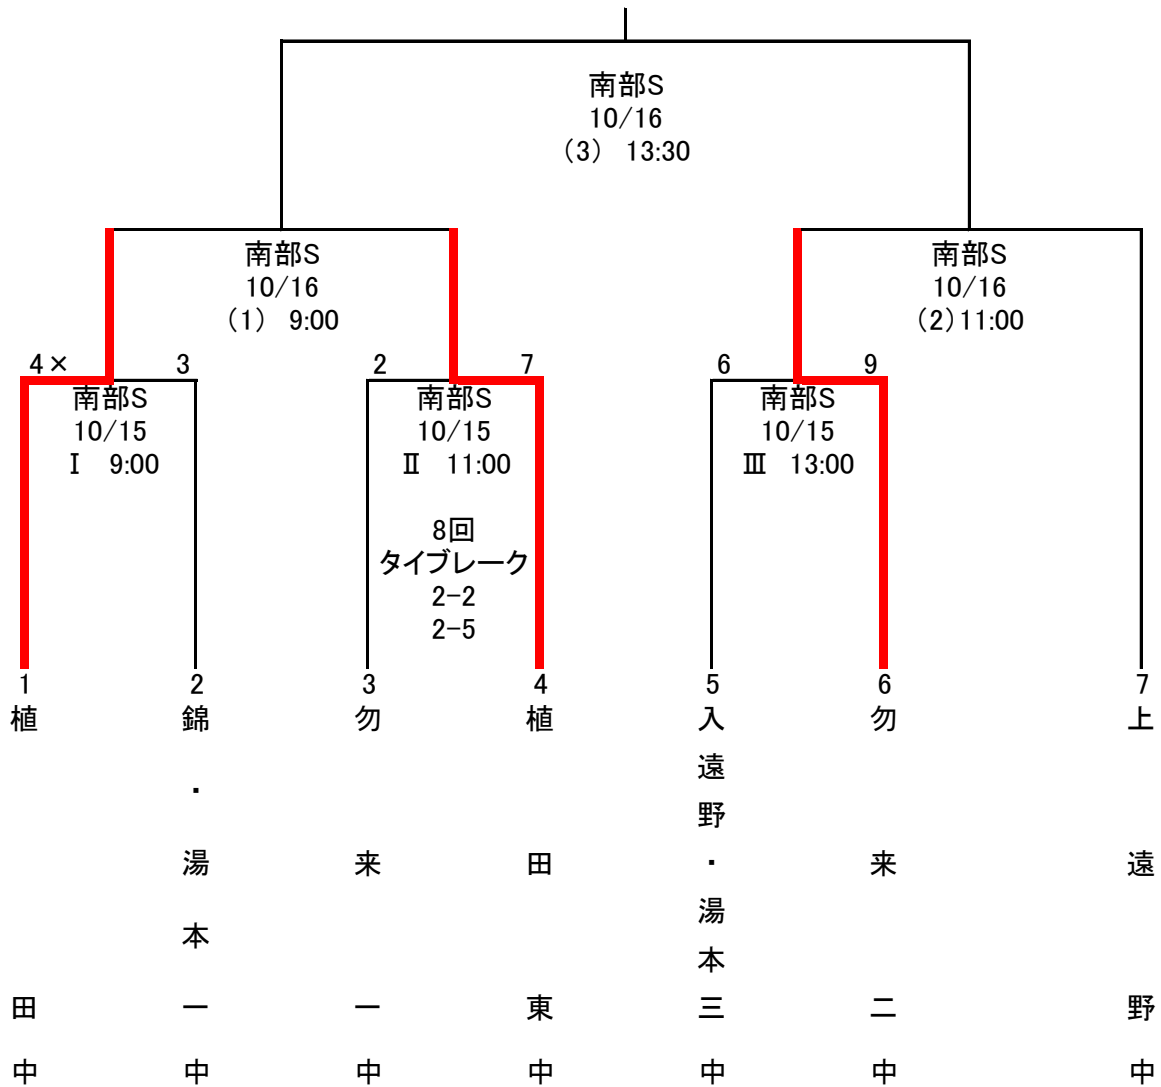 南部S
10/16
（3） 13:30
南部S
10/16
（1） 9:00
南部S
10/16
（2）11:00
4×
3
2
7
6
9
南部S
10/15
Ⅰ 9:00
南部S
10/15
Ⅱ 11:00
南部S
10/15
Ⅲ 13:00
8回
タイブレーク
2-2
2-5
1
植田中
2
錦・湯本一中
3
勿来一中
4
植田東中
5
入遠野・湯本三中
6
勿来二中
7
上遠野中